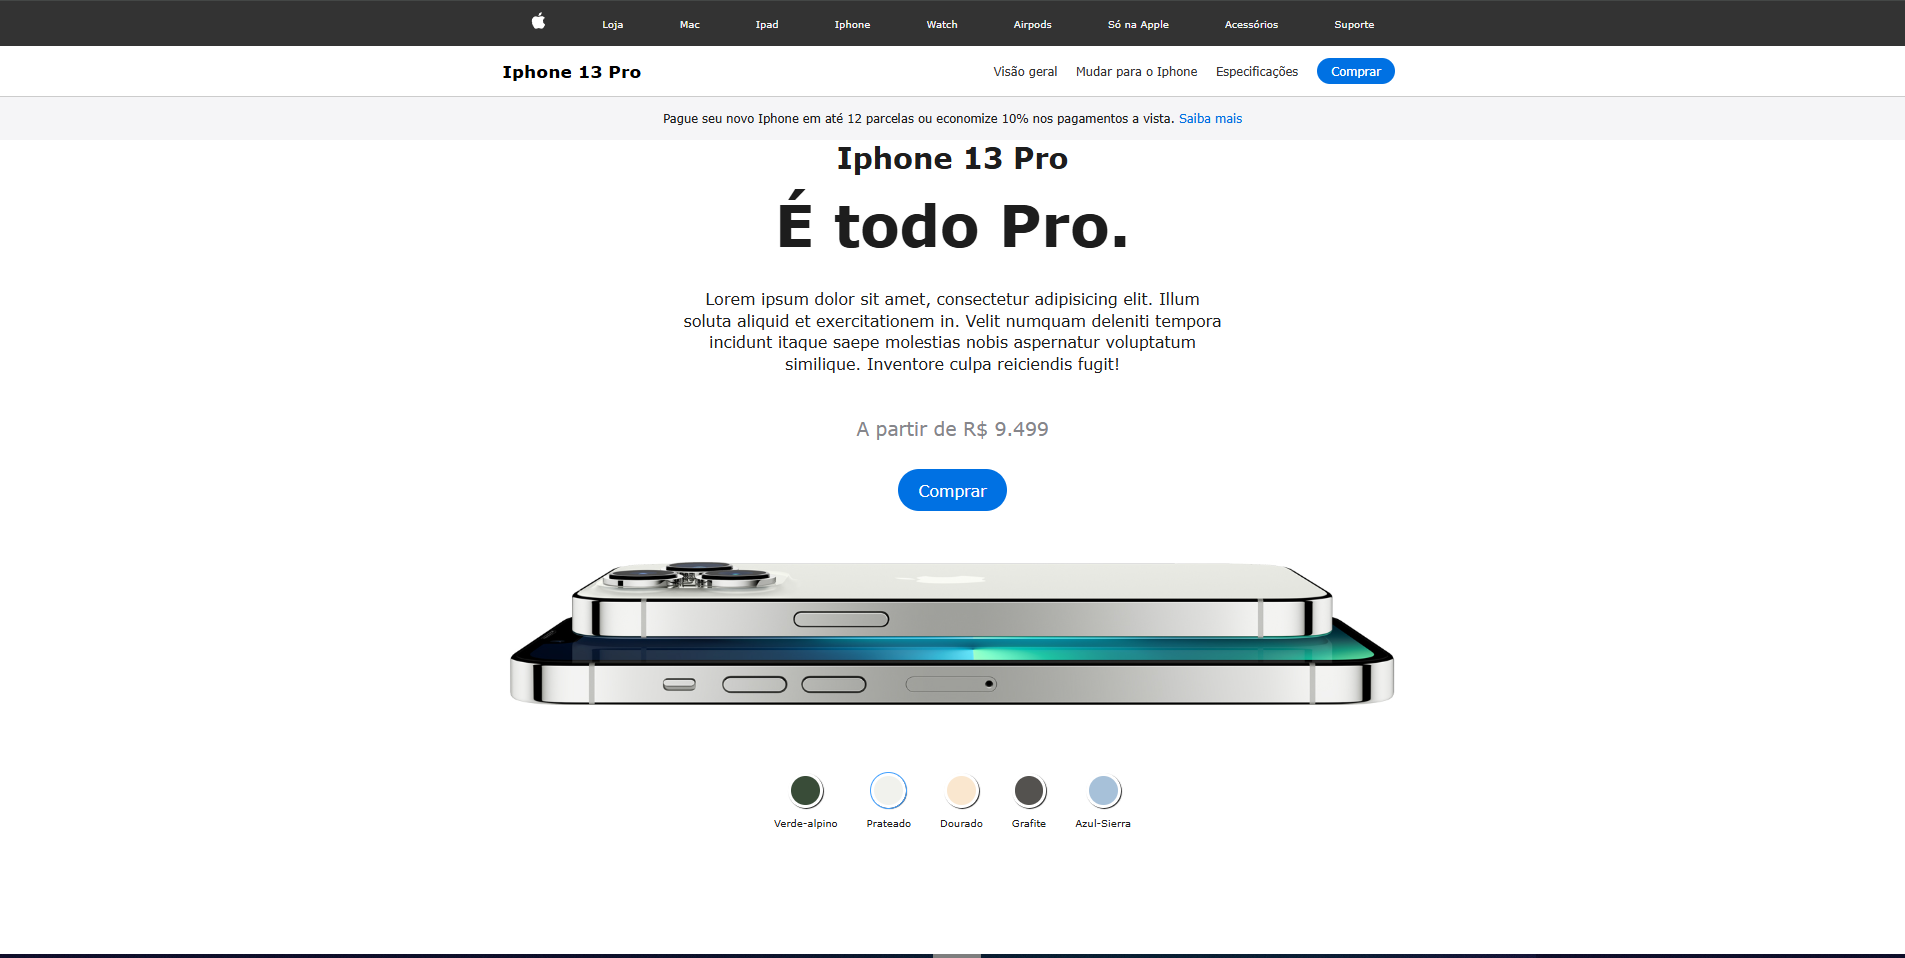 Loja Mac Ipad Iphone Watch Airpods Só na Apple Acessórios Suporte
Iphone 13 Pro Visão geral Mudar para o Iphone Especificações Comprar
Pague seu novo Iphone em até 12 parcelas ou economize 10% nos pagamentos a vista. Saiba mais
Iphone 13 Pro
É todo Pro.
Lorem ipsum dolor sit amet, consectetur adipisicing elit. Illum
soluta aliquid et exercitationem in. Velit numquam deleniti tempora
incidunt itaque saepe molestias nobis aspernatur voluptatum
similique. Inventore culpa reiciendis fugit!
A partir de R$ 9.499
Comprar
Verde-alpino Prateado Dourado Grafite Azul-Sierra